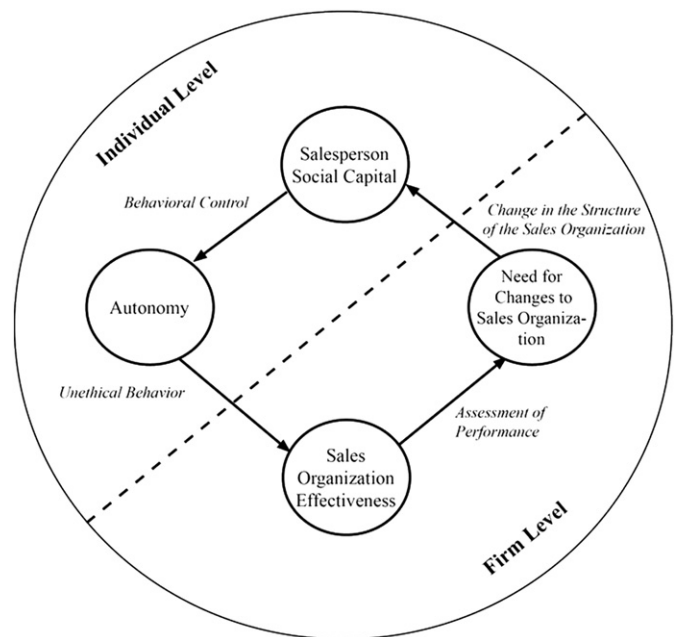 Individual Level
Salesperson
Social Capital
Behavioral Control
Change in the Structure
of the Sales Organization
Autonomy
Need for
Changes to
Sales Organiza-
tion
Unethical Behavior
Assessment of
Performance
Sales
Organization
Effectiveness
Firm Level